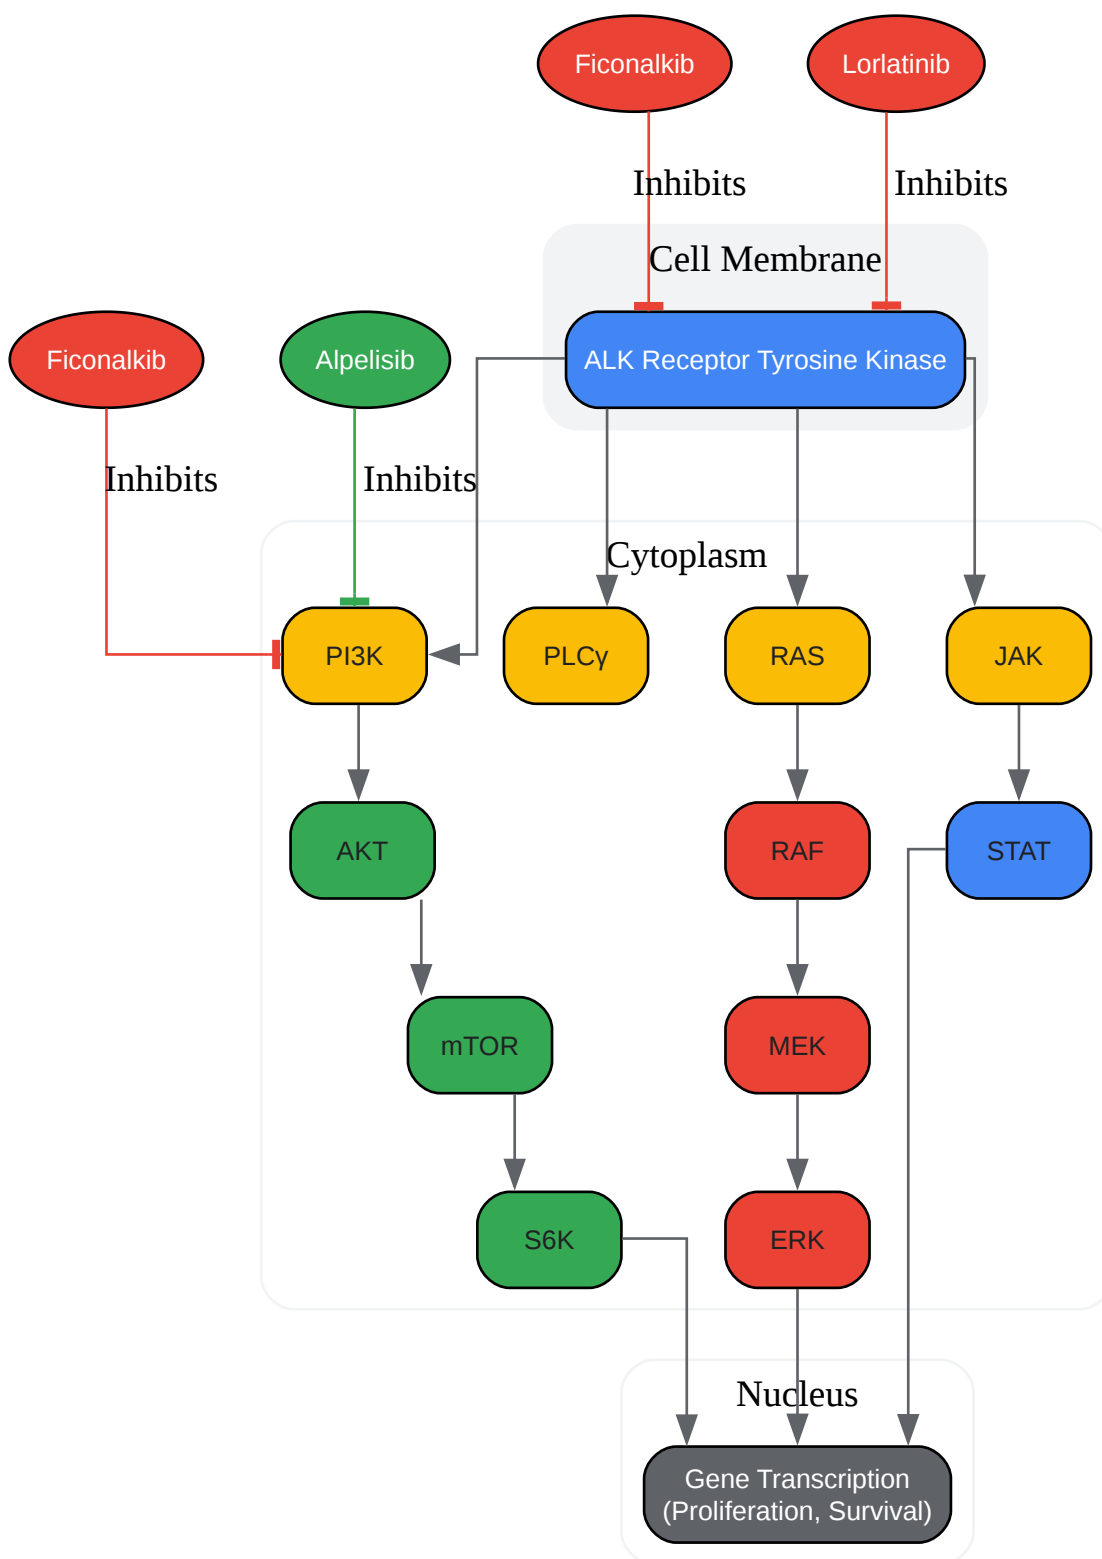 Ficonalkib
Lorlatinib
Inhibits
Inhibits
Cell Membrane
Ficonalkib
Alpelisib
ALK Receptor Tyrosine Kinase
Inhibits
Inhibits
Cytoplasm
PI3K
PLCγ
RAS
JAK
AKT
RAF
STAT
mTOR
MEK
S6K
ERK
Nucleus
Gene Transcription
(Proliferation, Survival)